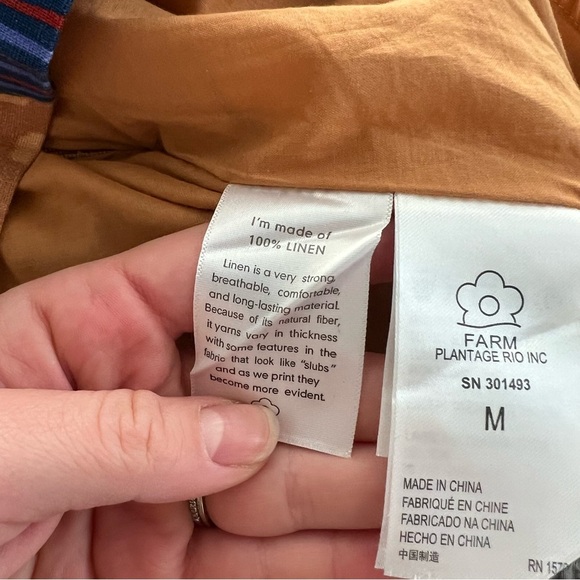 I'm made of
100% LINEN
Linen is a very strong,
breathable, comfortable,
and long-lasting material.
Because of its natural fiber,
it yarns vary in thickness
with some features in the
fabric that look like "slubs"
and as we print they
become more evident.
FARM
PLANTAGE RIO INC
SN 301493
M
MADE IN CHINA
FABRIQUÉ EN CHINE
FABRICADO NA CHINA
HECHO EN CHINA
中国制造
RN